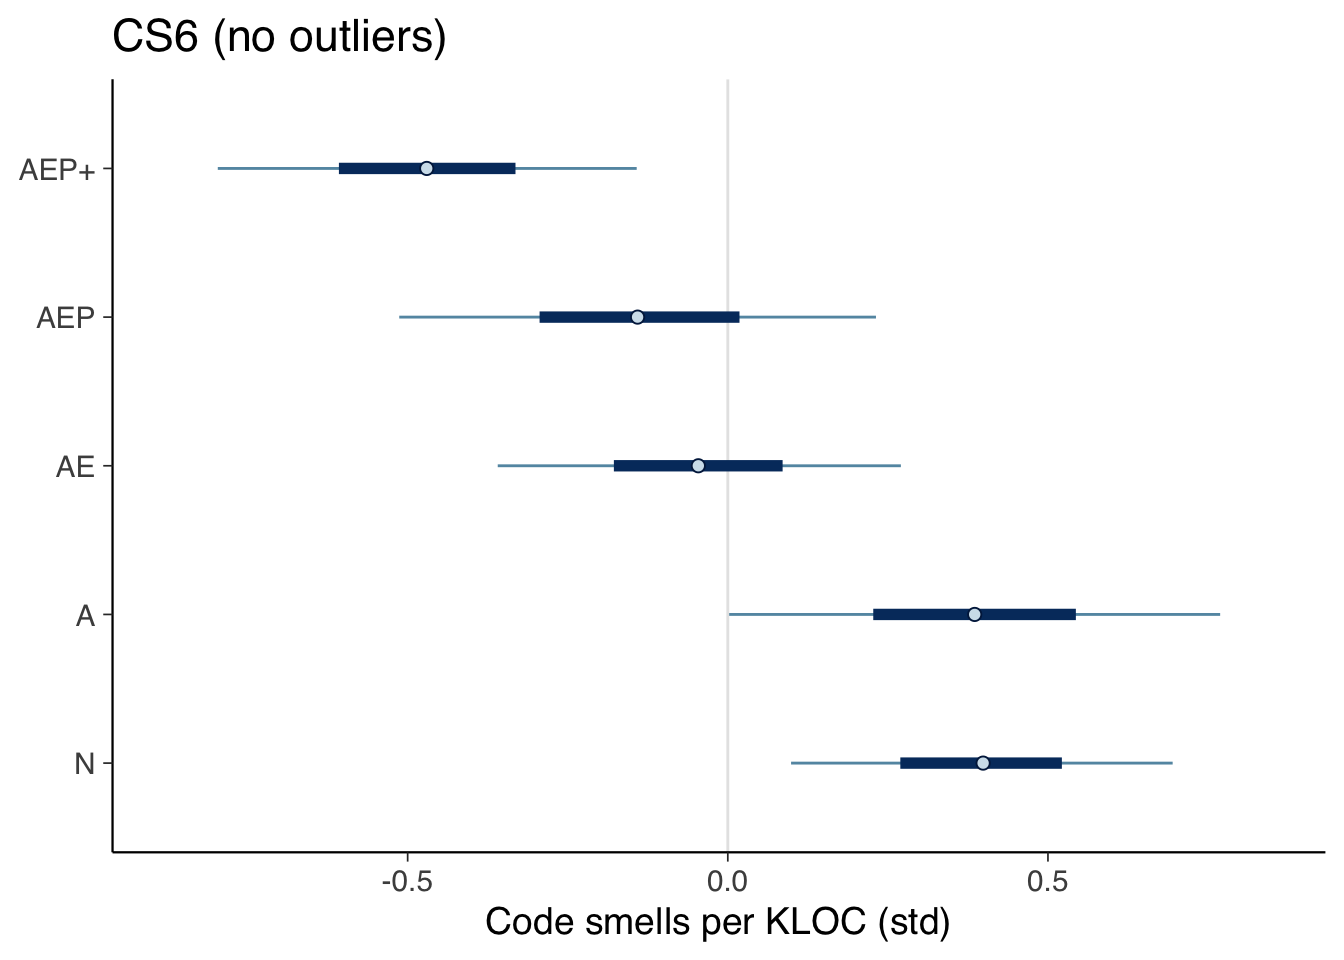 CS6 (no outliers)
AEP+
AEP
AE
A
N
-0.5 0.0 0.5
Code smells per KLOC (std)